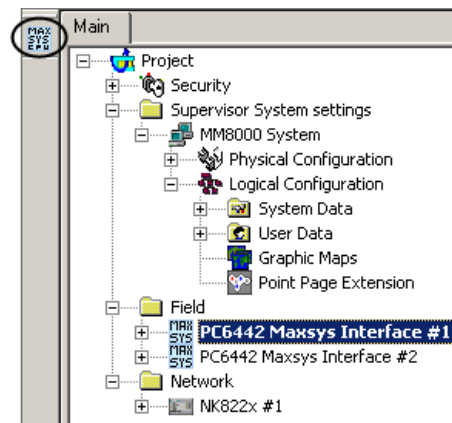 MAX
SYS
CPU
Main
Project
Security
Supervisor System settings
MM8000 System
Physical Configuration
Logical Configuration
System Data
User Data
Graphic Maps
Point Page Extension
Field
MAX
SYS
PC6442 Maxsys Interface #1
MAX
SYS
PC6442 Maxsys Interface #2
Network
NK822x #1